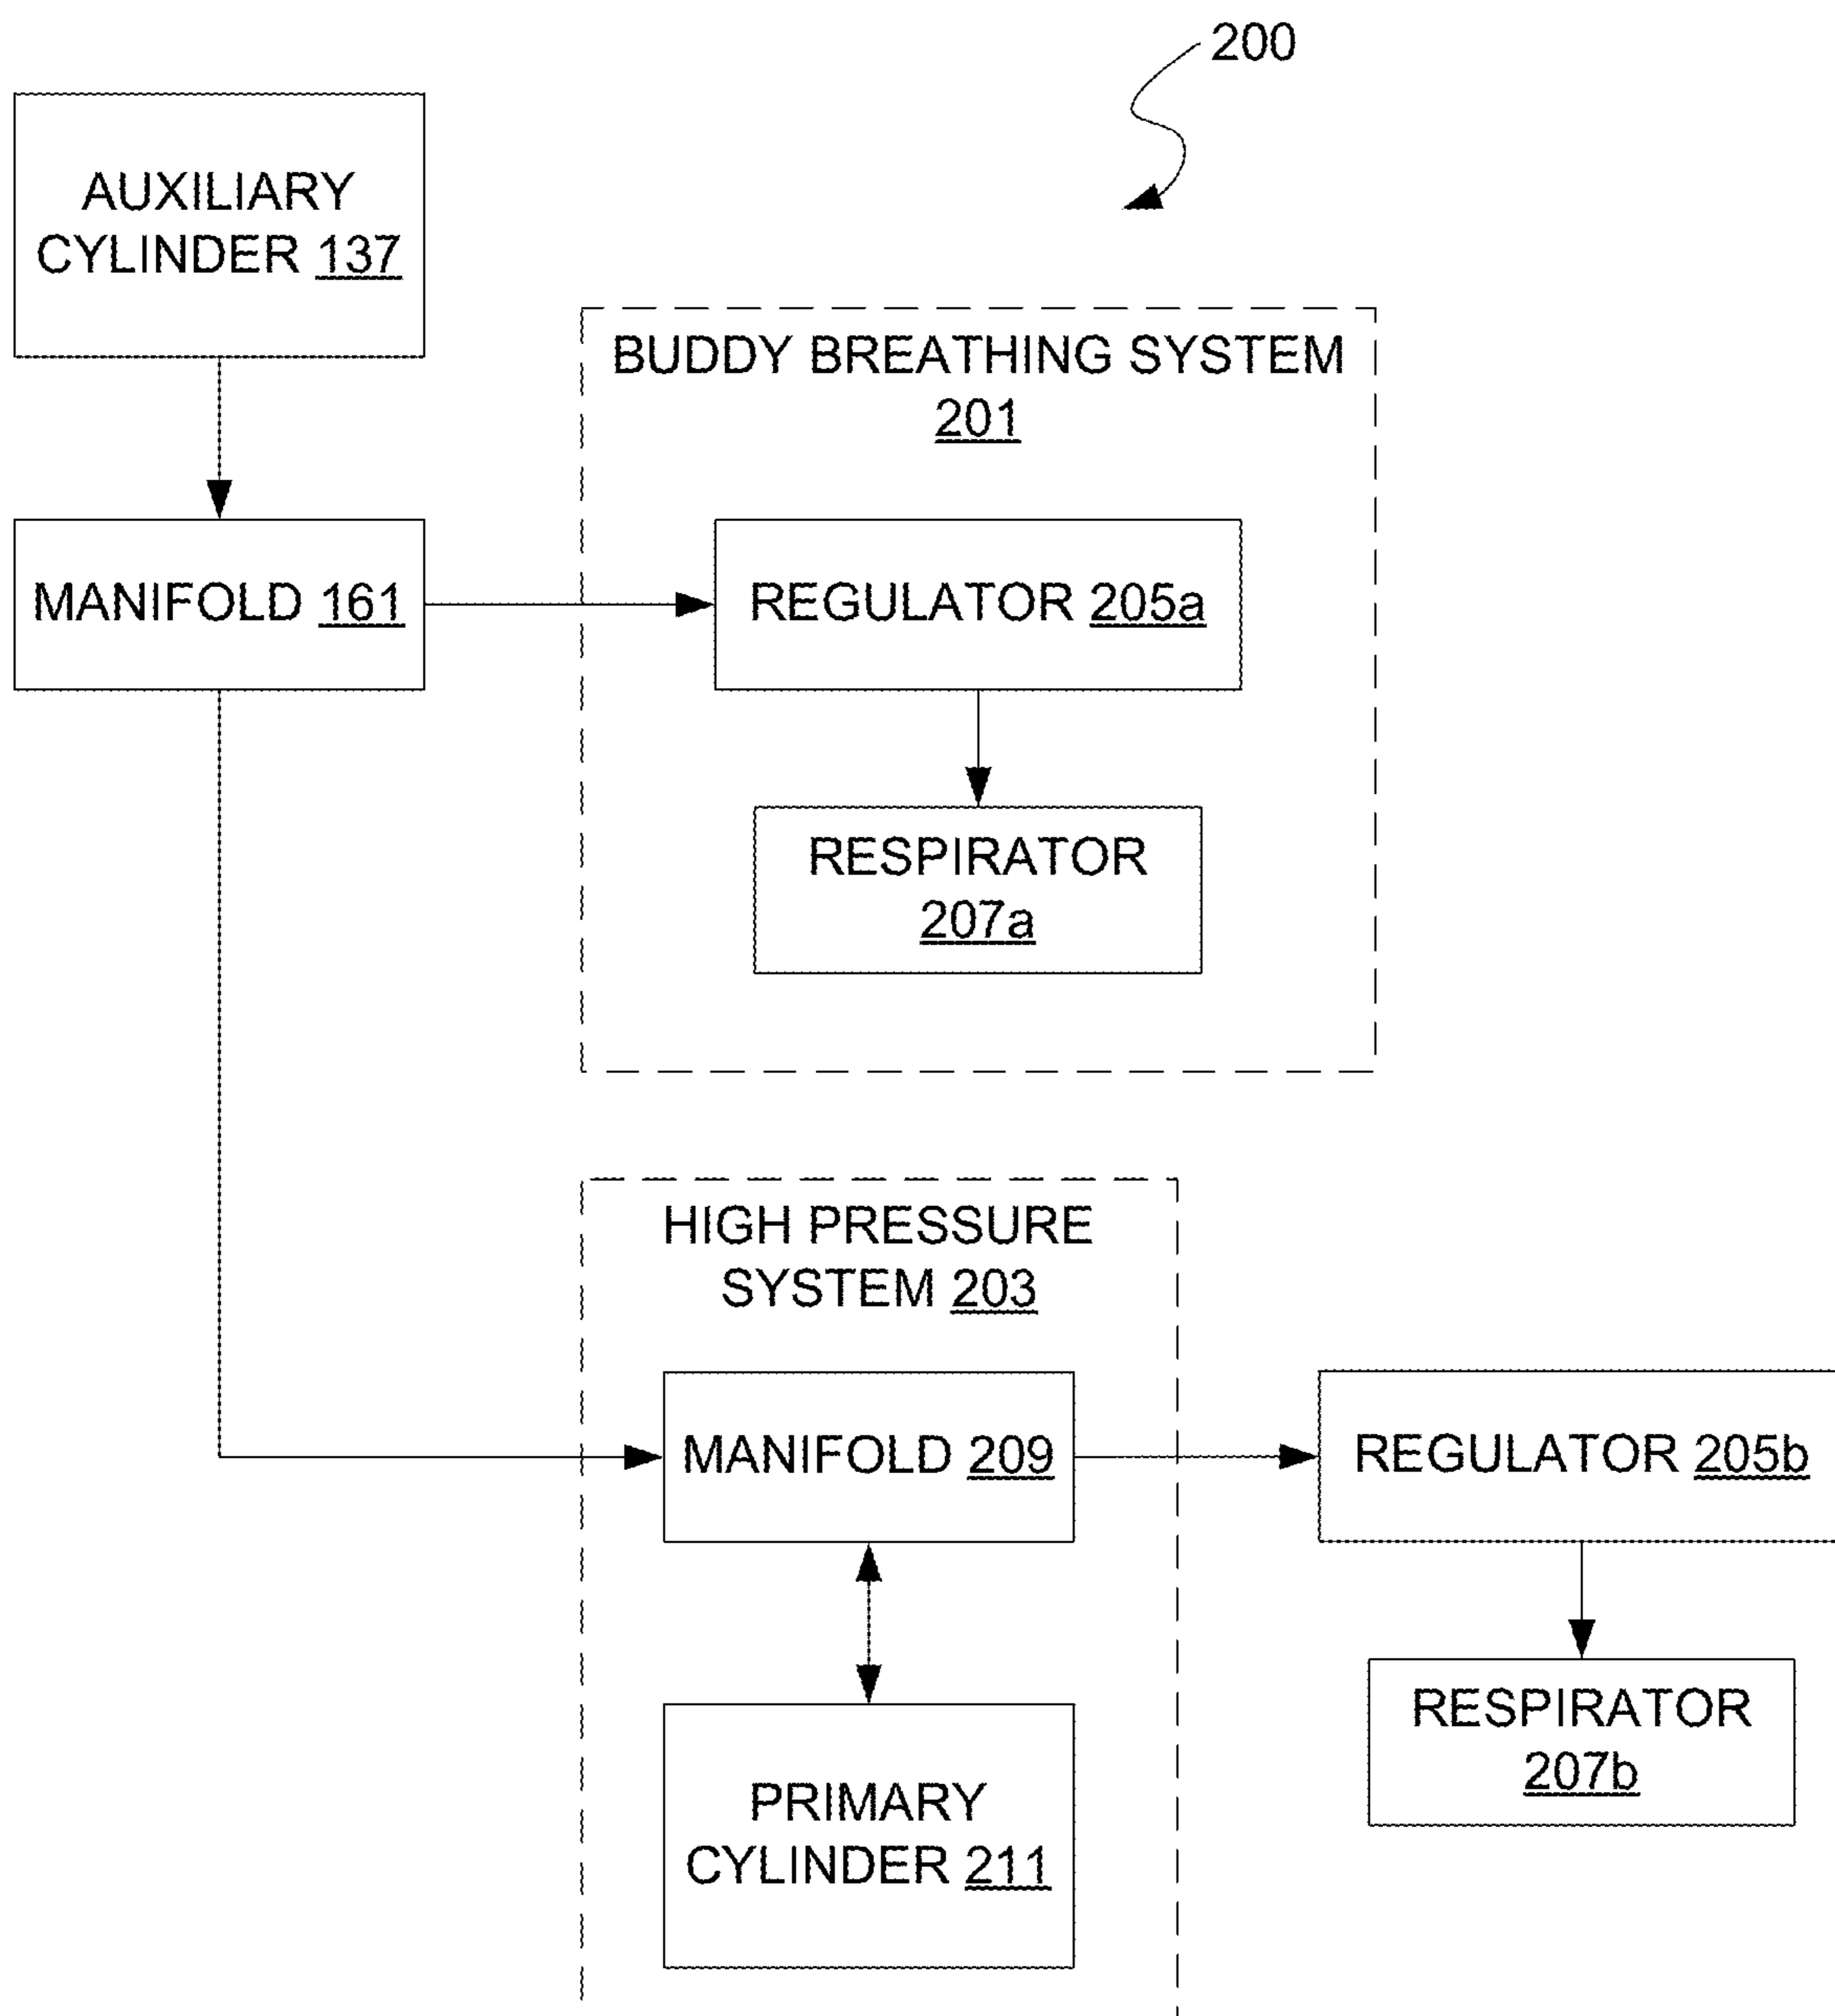 200
AUXILIARY
CYLINDER 137
BUDDY BREATHING SYSTEM
201
MANIFOLD 161
REGULATOR 205a
RESPIRATOR
207a
HIGH PRESSURE
SYSTEM 203
MANIFOLD 209
REGULATOR 205b
RESPIRATOR
207b
PRIMARY
CYLINDER 211